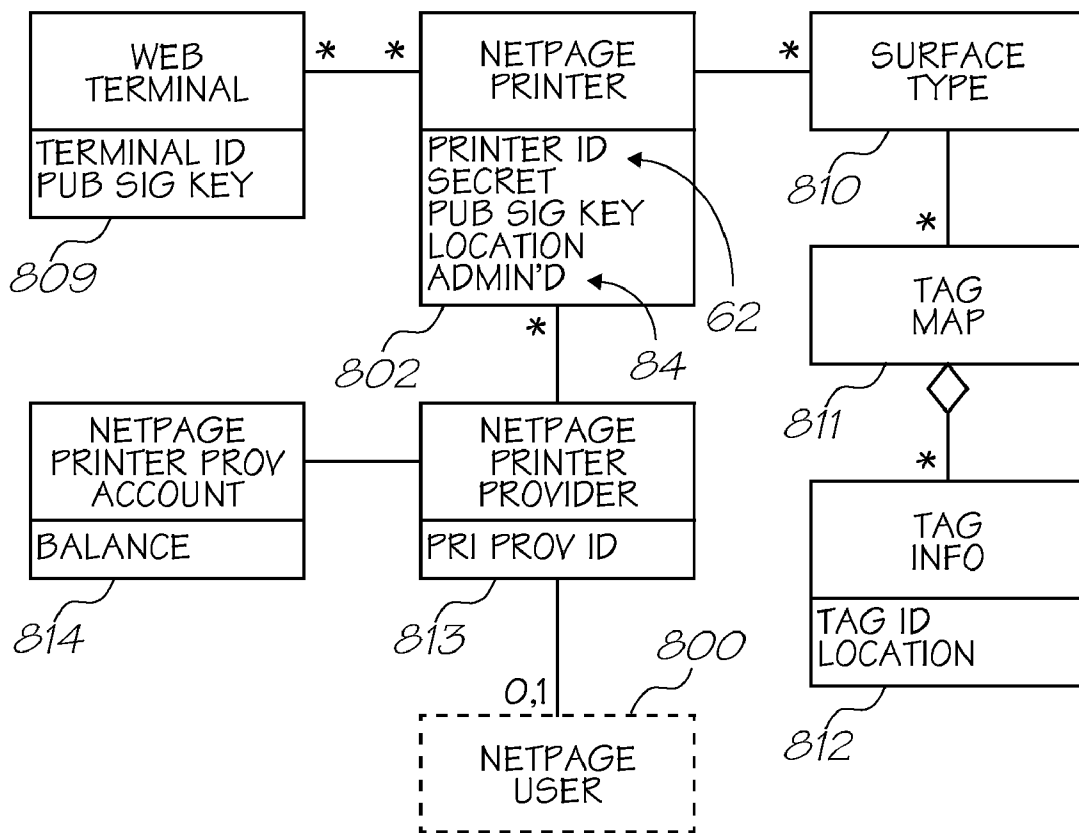 WEB
TERMINAL
TERMINAL ID
PUB SIG KEY
809
*
*
NETPAGE
PRINTER
PRINTER ID
SECRET
PUB SIG KEY
LOCATION
ADMIN'D
802
62
84
*
*
SURFACE
TYPE
810
*
TAG
MAP
811
*
TAG
INFO
TAG ID
LOCATION
812
NETPAGE
PRINTER PROV
ACCOUNT
BALANCE
814
NETPAGE
PRINTER
PROVIDER
PRI PROV ID
813
800
0,1
NETPAGE
USER